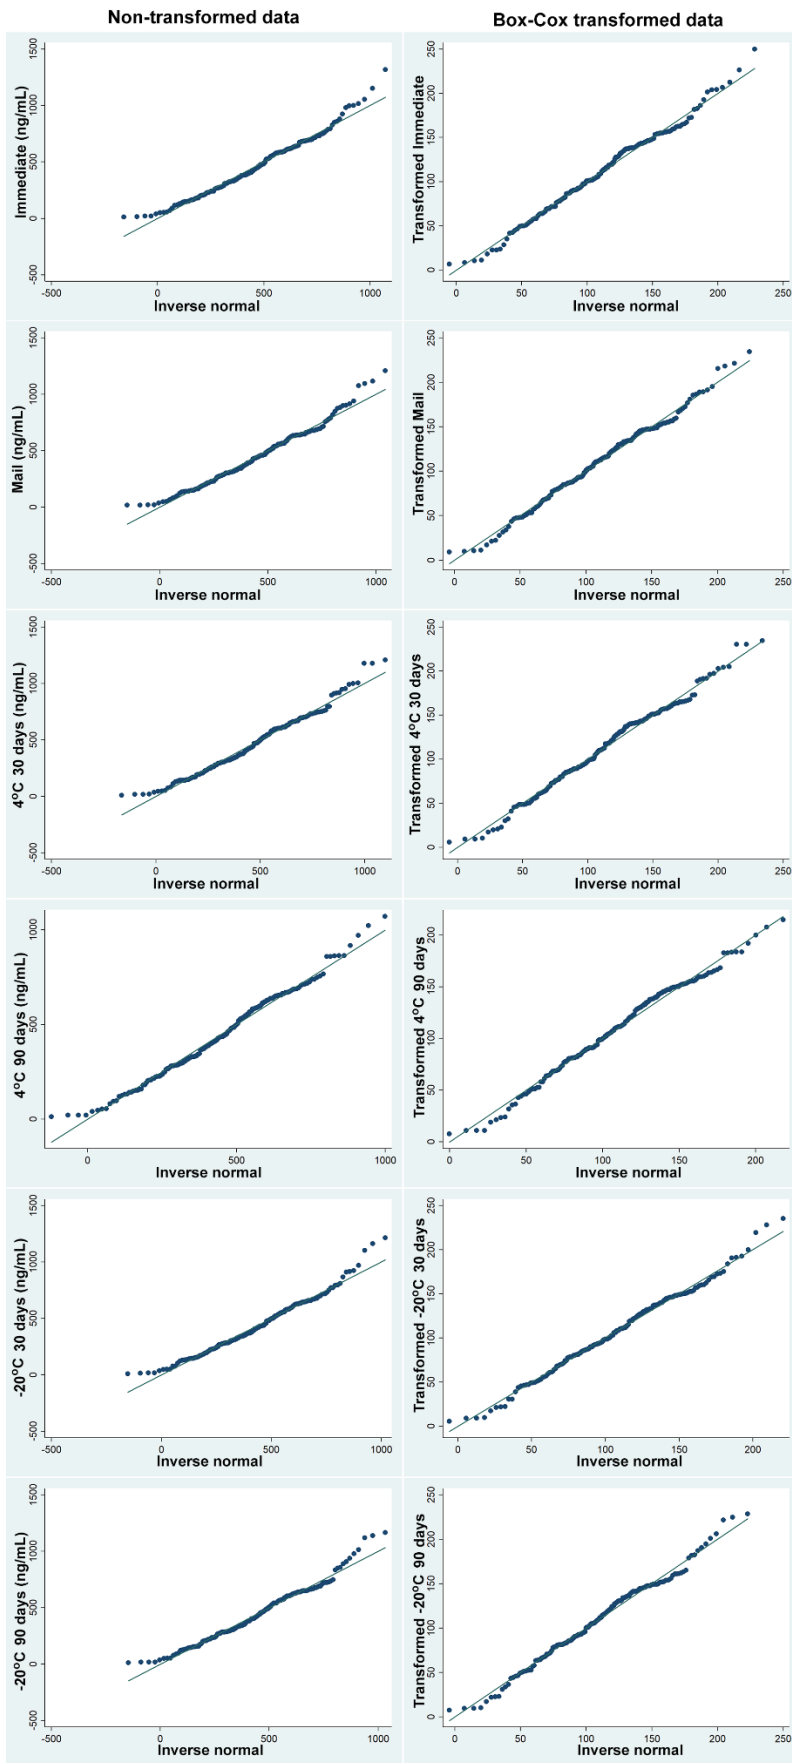 Non-transformed data
Box-Cox transformed data
Immediate (ng/mL)
-500 0 500 1000 1500
-500 0 500 1000
Inverse normal
Transformed Immediate
0 50 100 150 200 250
0 50 100 150 200 250
Inverse normal
Mail (ng/mL)
-500 0 500 1000 1500
-500 0 500 1000
Inverse normal
Transformed Mail
0 50 100 150 200 250
0 50 100 150 200 250
Inverse normal
4°C 30 days (ng/mL)
-500 0 500 1000 1500
-500 0 500 1000
Inverse normal
Transformed 4°C 30 days
0 50 100 150 200 250
0 50 100 150 200 250
Inverse normal
4°C 90 days (ng/mL)
0 500 1000
0 500 1000
Inverse normal
Transformed 4°C 90 days
0 50 100 150 200
0 50 100 150 200
Inverse normal
-20°C 30 days (ng/mL)
-500 0 500 1000 1500
-500 0 500 1000
Inverse normal
Transformed -20°C 30 days
0 50 100 150 200 250
0 50 100 150 200
Inverse normal
-20°C 90 days (ng/mL)
-500 0 500 1000 1500
-500 0 500 1000
Inverse normal
Transformed -20°C 90 days
0 50 100 150 200 250
0 50 100 150 200 250
Inverse normal